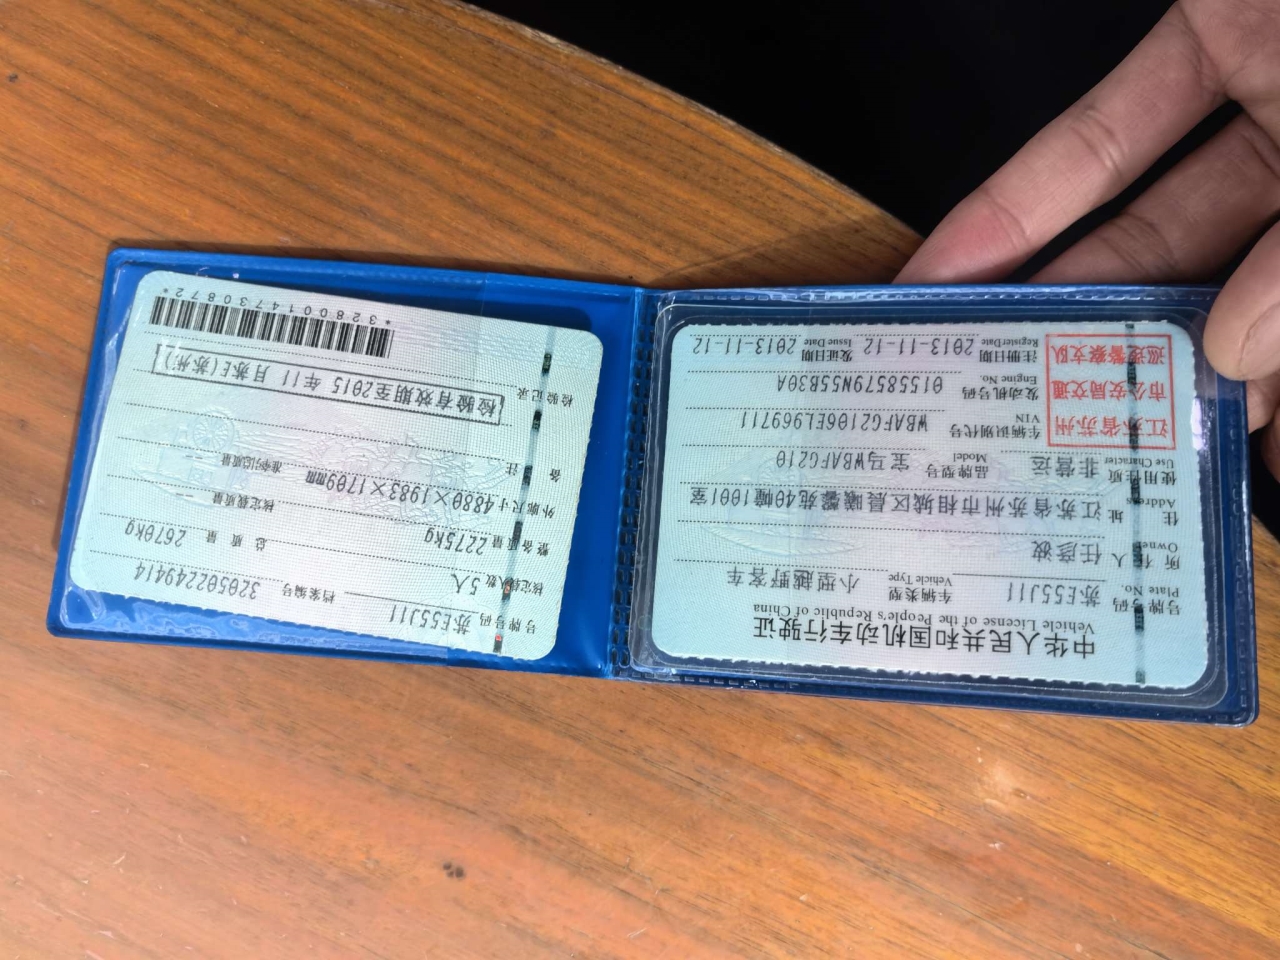 中华人民共和国机动车行驶证
Vehicle License of the People's Republic of China
号牌号码 苏E55J11 车辆类型 小型越野客车
Plate No. Vehicle Type
所有人 任彦波
Owner
住址 江苏省苏州市相城区晨曦馨苑40幢1001室
Address
使用性质 非营运 品牌型号 宝马WBAFG210
Use Character Model
江苏省苏州
市公安局交通
巡逻警察支队
车辆识别代号 WBAFG2106EL969711
VIN
发动机号码 01558579N55B30A
Engine No.
注册日期 2013-11-12 发证日期 2013-11-12
Register Date Issue Date
号牌号码 苏E55J11 档案编号 320502249414
核定载人数 5人 总质量 2670kg
整备质量 2275kg 核定载质量 --
外廓尺寸 4880×1983×1709mm 准牵引总质量 --
备注
检验记录 检验有效期至2015年11月苏E(苏州)
*3280014730872*